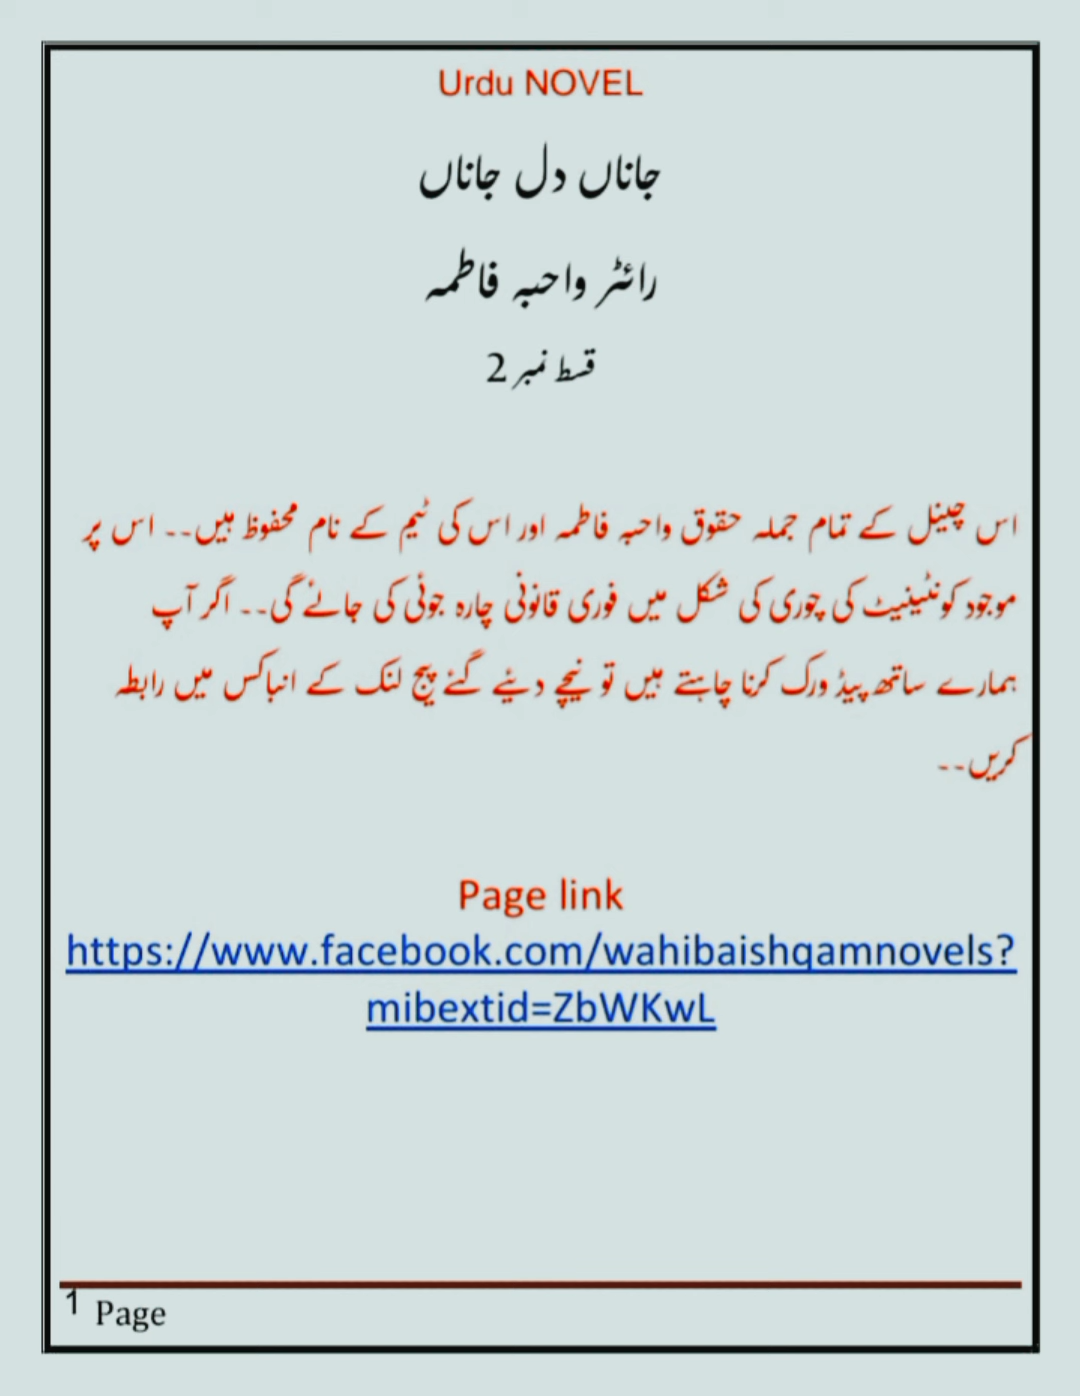 Urdu NOVEL
جاناں دل جاناں
رائٹر واحبہ فاطمہ
قسط نمبر 2
اس چینل کے تمام جملہ حقوق واحبہ فاطمہ اور اس کی ٹیم کے نام محفوظ ہیں-- اس پر
موجود کونٹینیٹ کی چوری کی شکل میں فوری قانونی چارہ جوئی کی جائے گی-- اگر آپ
ہمارے ساتھ پیڈ ورک کرنا چاہتے ہیں تو نیچے دیئے گئے پیج لنک کے انباکس میں رابطہ
کریں--
Page link
https://www.facebook.com/wahibaishqamnovels?
mibextid=ZbWKwL
1 Page